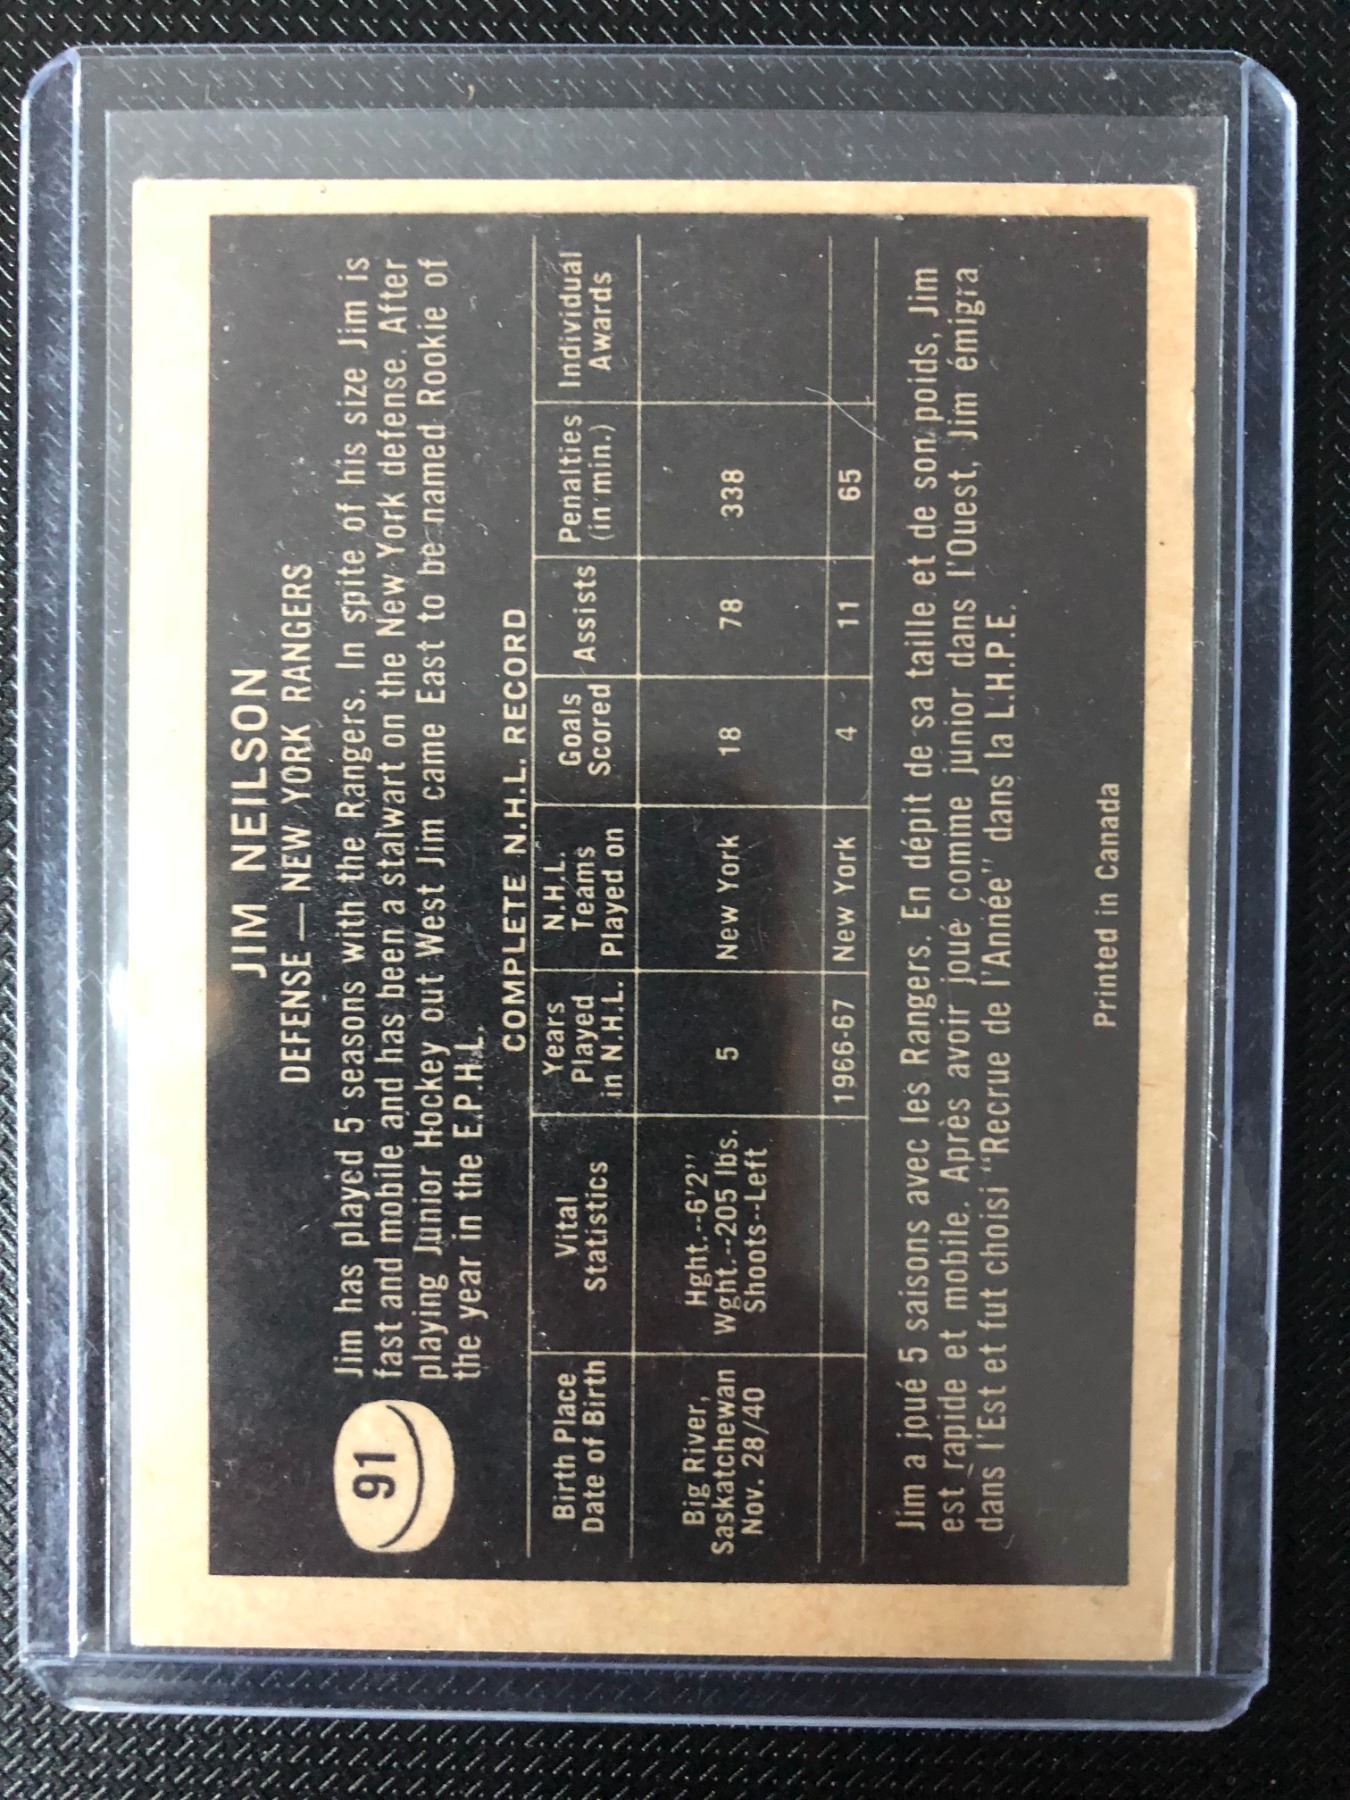 JIM NEILSON
DEFENSE — NEW YORK RANGERS
91
Jim has played 5 seasons with the Rangers. In spite of his size Jim is
fast and mobile and has been a stalwart on the New York defense. After
playing Junior Hockey out West Jim came East to be named Rookie of
the year in the E.P.H.L.
COMPLETE N.H.L. RECORD
Birth Place Date of Birth | Vital Statistics | Years Played in N.H.L. | N.H.L. Teams Played on | Goals Scored | Assists | Penalties (in min.) | Individual Awards
Big River, Saskatchewan Nov. 28/40 | Hght.--6'2" Wght.--205 lbs. Shoots--Left | 5 | New York | 18 | 78 | 338
1966-67 | New York | 4 | 11 | 65
Jim a joué 5 saisons avec les Rangers. En dépit de sa taille et de son poids, Jim
est rapide et mobile. Après avoir joué comme junior dans l'Ouest, Jim émigra
dans l'Est et fut choisi "Recrue de l'Année" dans la L.H.P.E.
Printed in Canada